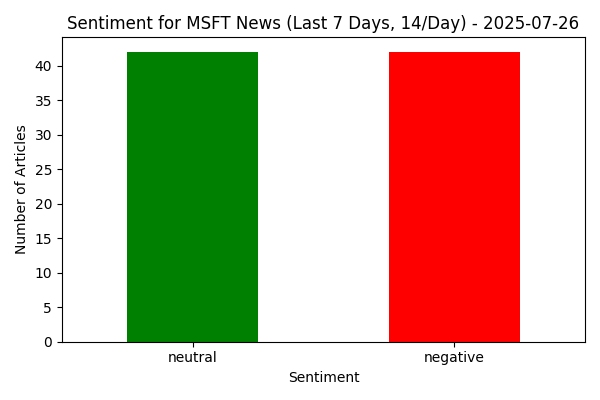 Sentiment for MSFT News (Last 7 Days, 14/Day) - 2025-07-26
Number of Articles
40
35
30
25
20
15
10
5
0
neutral negative
Sentiment